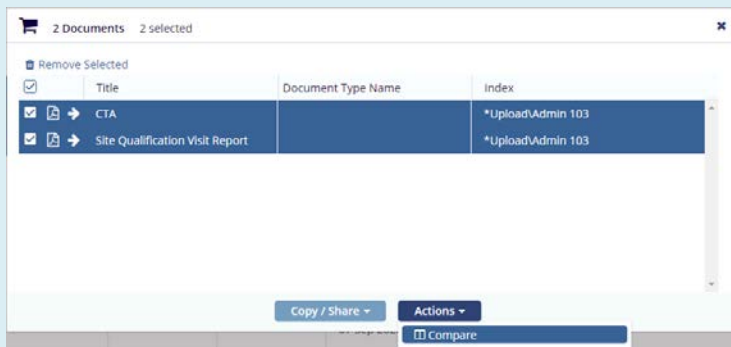 2 Documents 2 selected
Remove Selected
Title Document Type Name Index
CTA *Upload\Admin 103
Site Qualification Visit Report *Upload\Admin 103
Copy / Share Actions
Compare